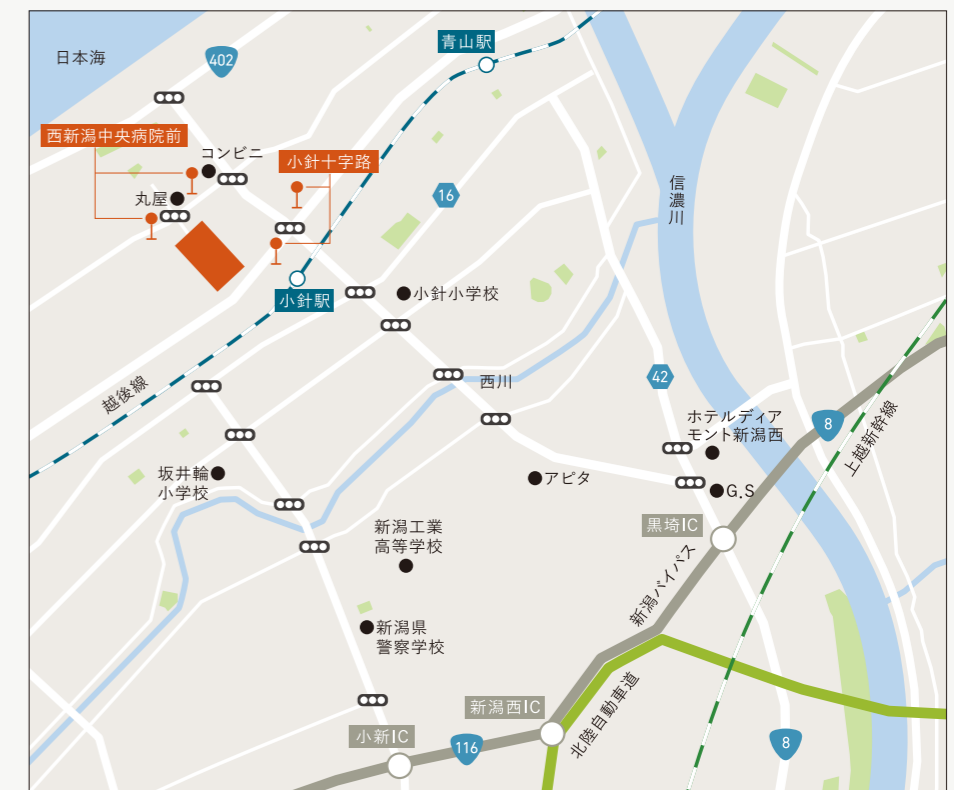 日本海
402
青山駅
西新潟中央病院前
コンビニ
小針十字路
丸屋
16
信濃川
小針駅
小針小学校
越後線
西川
42
ホテルディア
モント新潟西
8
上越新幹線
坂井輪
小学校
アピタ
G.S
新潟工業
高等学校
黒埼IC
新潟バイパス
新潟県
警察学校
新潟西IC
北陸自動車道
小新IC
116
8